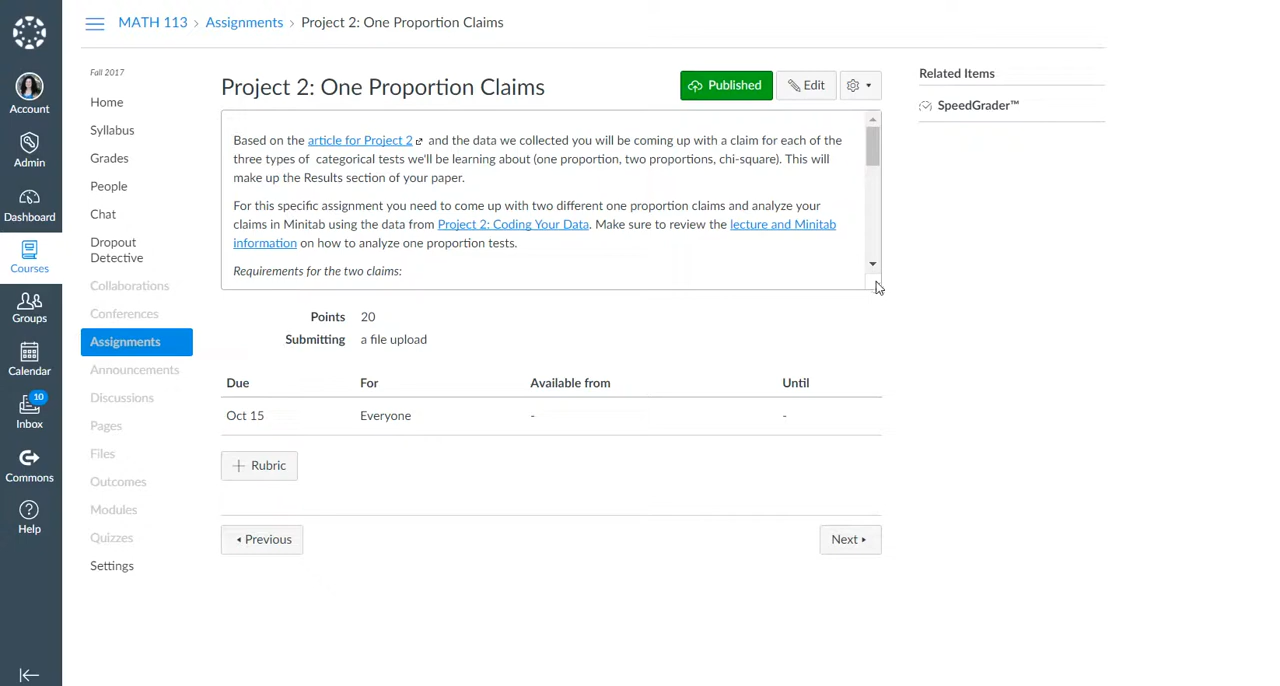 MATH 113 › Assignments › Project 2: One Proportion Claims
Account
Admin
Dashboard
Courses
Groups
Calendar
10
Inbox
Commons
Help
Fall 2017
Home
Syllabus
Grades
People
Chat
Dropout
Detective
Collaborations
Conferences
Assignments
Announcements
Discussions
Pages
Files
Outcomes
Modules
Quizzes
Settings
Project 2: One Proportion Claims
Published
Edit
Based on the article for Project 2 and the data we collected you will be coming up with a claim for each of the
three types of categorical tests we'll be learning about (one proportion, two proportions, chi-square). This will
make up the Results section of your paper.
For this specific assignment you need to come up with two different one proportion claims and analyze your
claims in Minitab using the data from Project 2: Coding Your Data. Make sure to review the lecture and Minitab
information on how to analyze one proportion tests.
Requirements for the two claims:
Points 20
Submitting a file upload
Due For Available from Until
Oct 15 Everyone - -
+ Rubric
Previous
Next
Related Items
SpeedGrader™